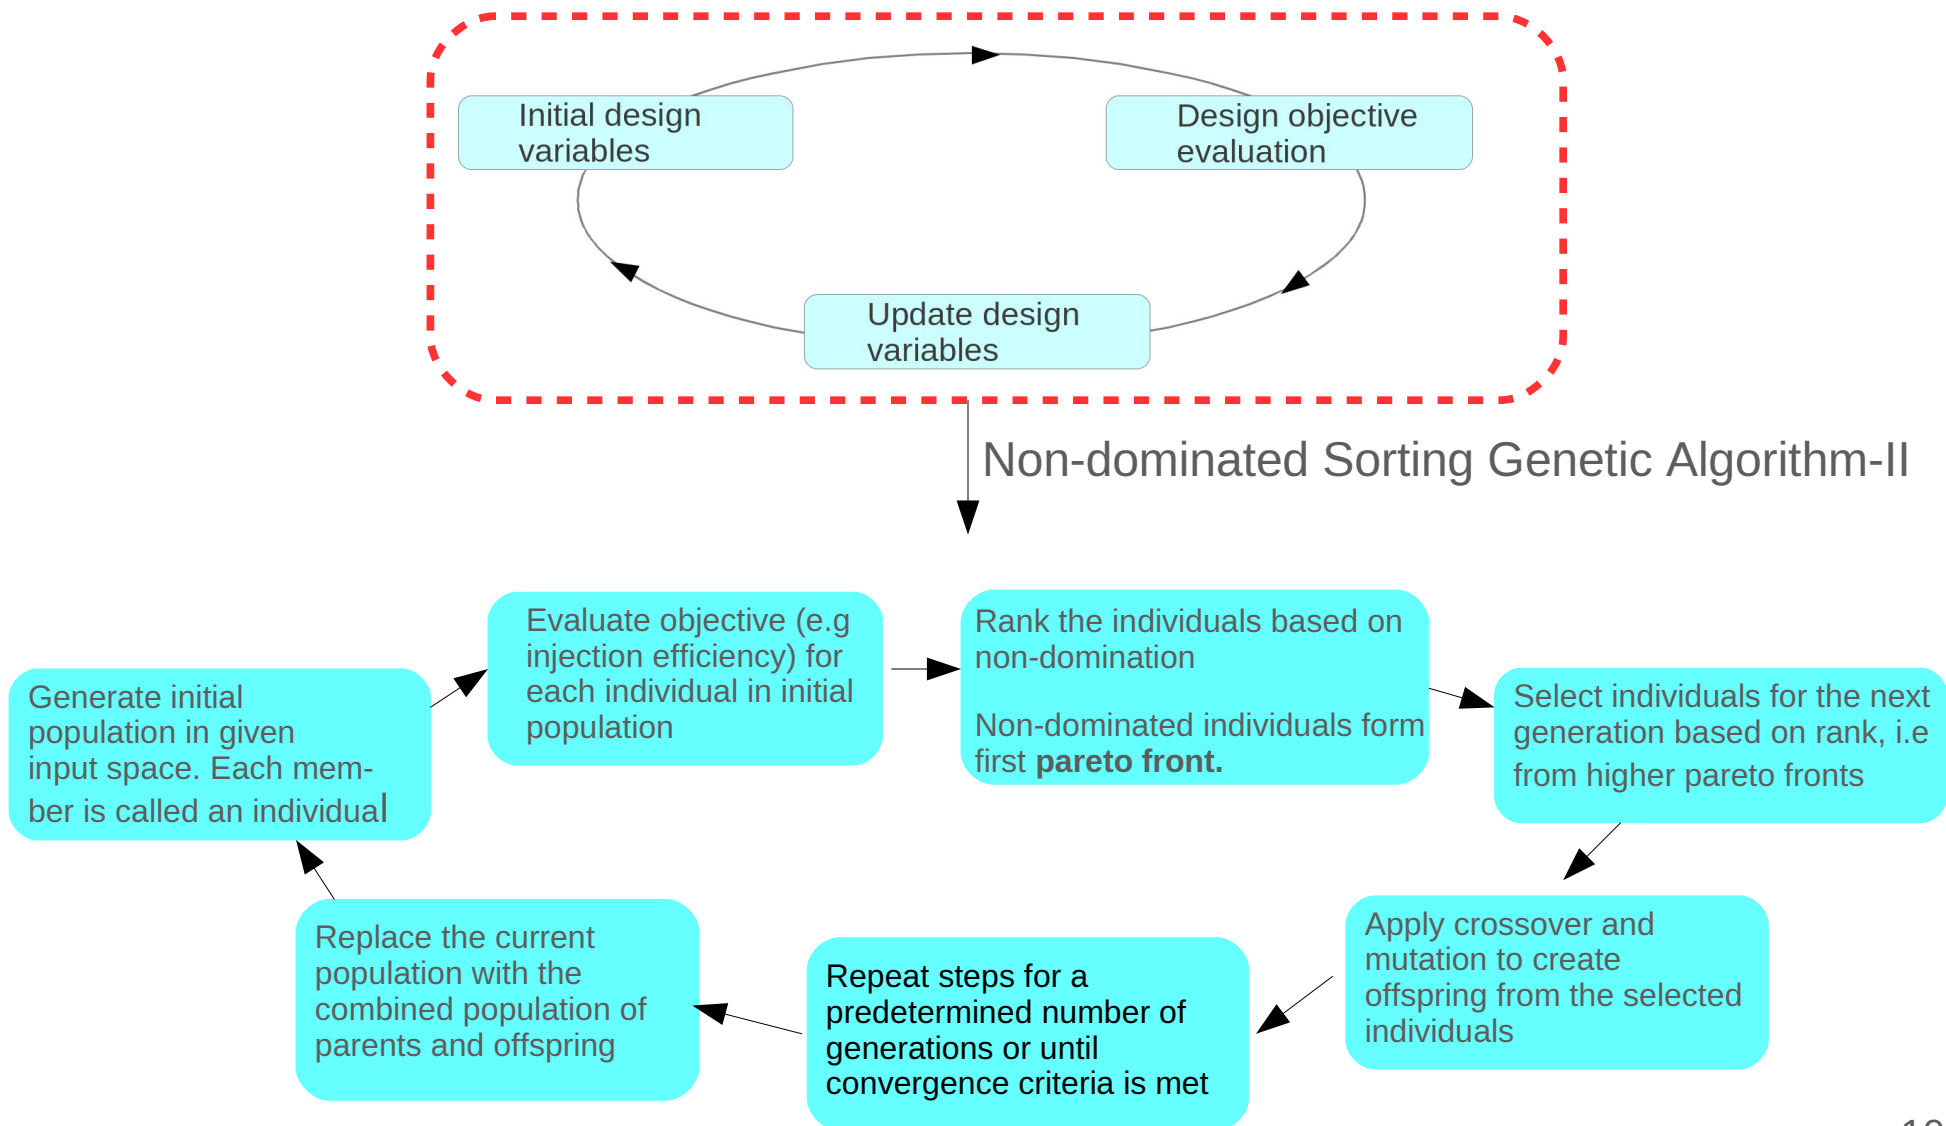 Initial design
variables
Design objective
evaluation
Update design
variables
Non-dominated Sorting Genetic Algorithm-II
Evaluate objective (e.g
injection efficiency) for
each individual in initial
population
Rank the individuals based on
non-domination
Non-dominated individuals form
first pareto front.
Generate initial
population in given
input space. Each mem-
ber is called an individual
Select individuals for the next
generation based on rank, i.e
from higher pareto fronts
Apply crossover and
mutation to create
offspring from the selected
individuals
Repeat steps for a
predetermined number of
generations or until
convergence criteria is met
Replace the current
population with the
combined population of
parents and offspring